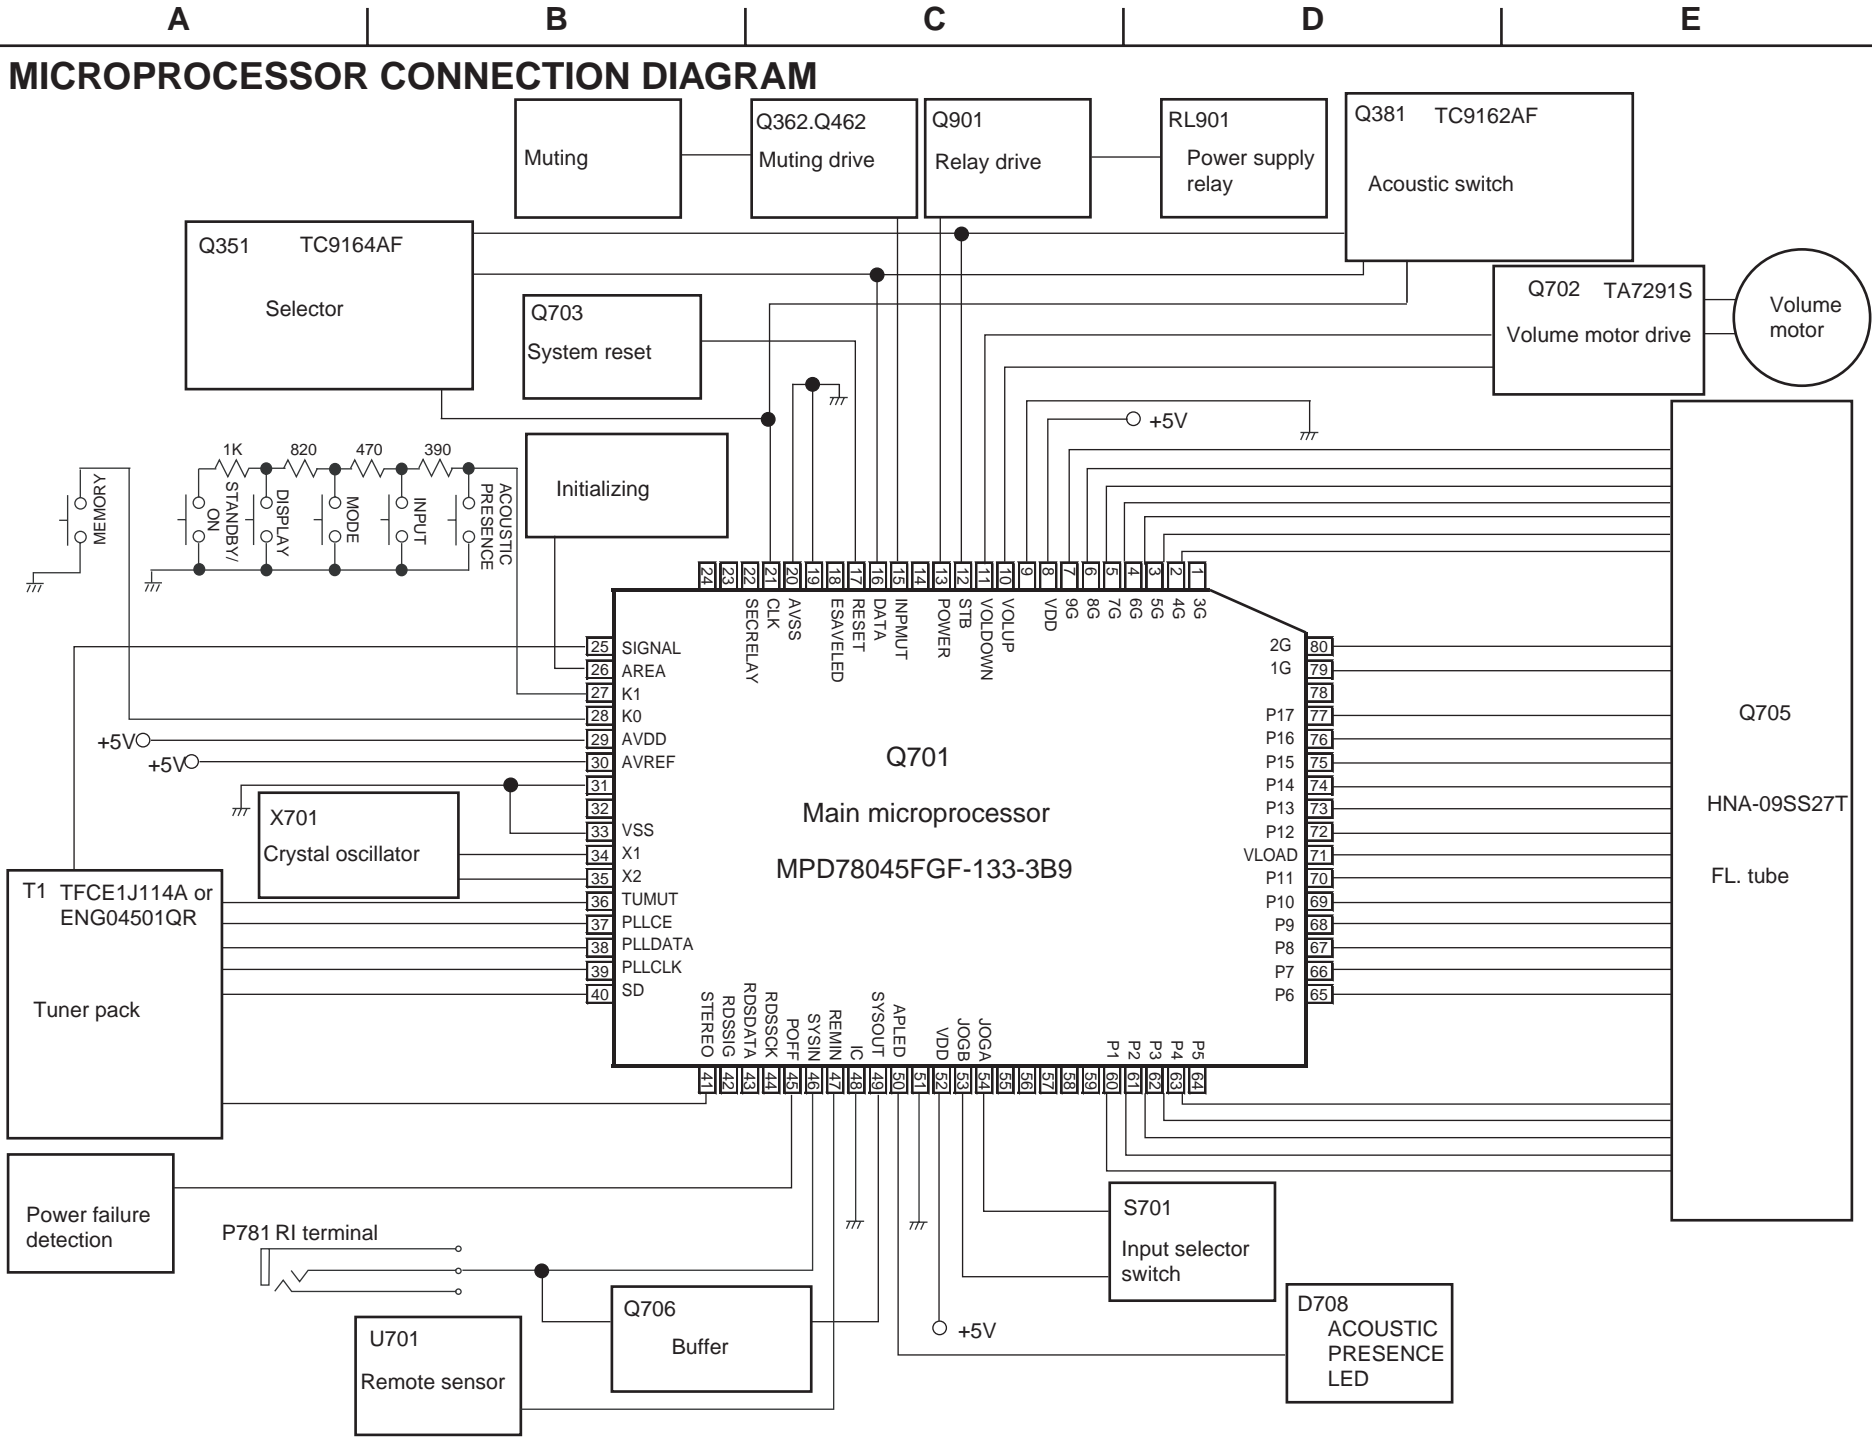 A B C D E
MICROPROCESSOR CONNECTION DIAGRAM
Muting
Q362.Q462
Muting drive
Q901
Relay drive
RL901
Power supply
relay
Q381 TC9162AF
Acoustic switch
Q351 TC9164AF
Selector
Q703
System reset
Q702 TA7291S
Volume motor drive
Volume
motor
+5V
1K 820 470 390
MEMORY
STANDBY/
ON
DISPLAY
MODE
INPUT
ACOUSTIC
PRESENCE
Initializing
24 23 22 21 20 19 18 17 16 15 14 13 12 11 10 9 8 7 6 5 4 3 2 1
SECRELAY CLK AVSS ESAVELED RESET DATA INPMUT POWER STB VOLDOWN VOLUP VDD 9G 8G 7G 6G 5G 4G 3G
25 SIGNAL
26 AREA
27 K1
28 K0
29 AVDD
30 AVREF
31
32
33 VSS
34 X1
35 X2
36 TUMUT
37 PLLCE
38 PLLDATA
39 PLLCLK
40 SD
+5V
+5V
X701
Crystal oscillator
T1 TFCE1J114A or
ENG04501QR
Tuner pack
Q701
Main microprocessor
MPD78045FGF-133-3B9
2G 80
1G 79
78
P17 77
P16 76
P15 75
P14 74
P13 73
P12 72
VLOAD 71
P11 70
P10 69
P9 68
P8 67
P7 66
P6 65
Q705
HNA-09SS27T
FL. tube
STEREO RDSSIG RDSDATA RDSSCK POFF SYSIN REMIN IC SYSOUT APLED VDD JOGB JOGA P1 P2 P3 P4 P5
41 42 43 44 45 46 47 48 49 50 51 52 53 54 55 56 57 58 59 60 61 62 63 64
Power failure
detection
P781 RI terminal
U701
Remote sensor
Q706
Buffer
+5V
S701
Input selector
switch
D708
ACOUSTIC
PRESENCE
LED